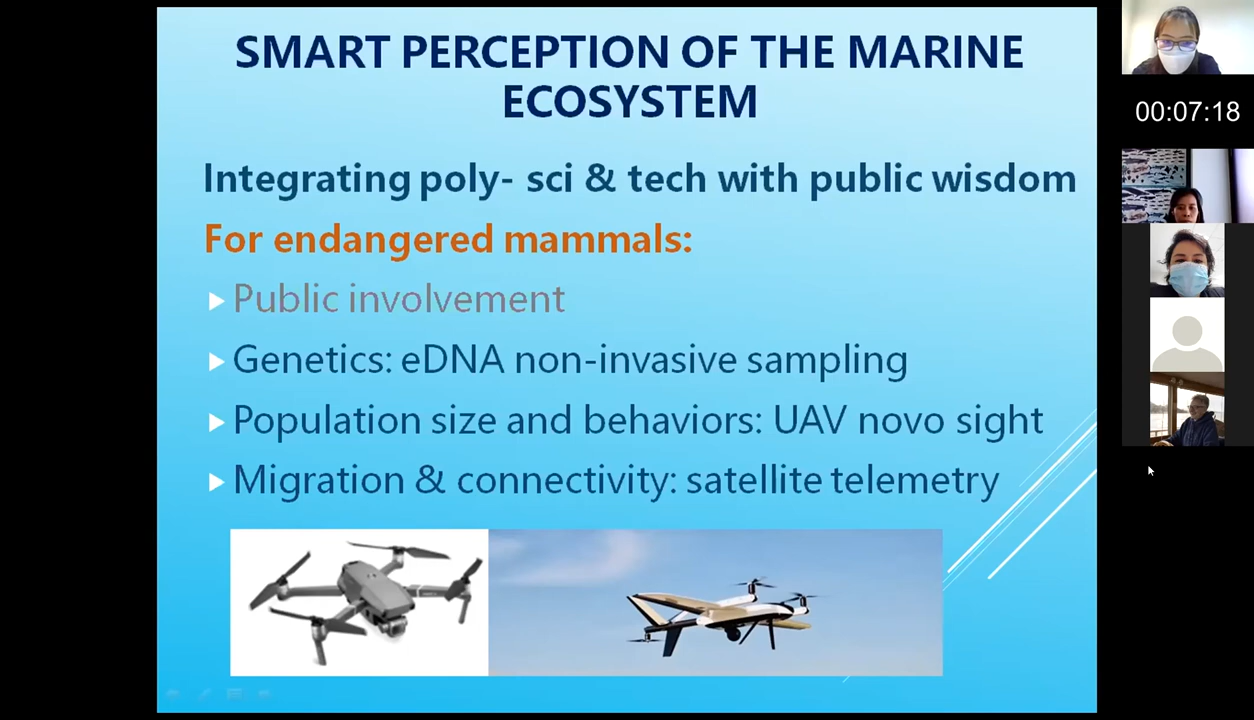 SMART PERCEPTION OF THE MARINE
ECOSYSTEM
Integrating poly- sci & tech with public wisdom
For endangered mammals:
Public involvement
Genetics: eDNA non-invasive sampling
Population size and behaviors: UAV novo sight
Migration & connectivity: satellite telemetry
00:07:18